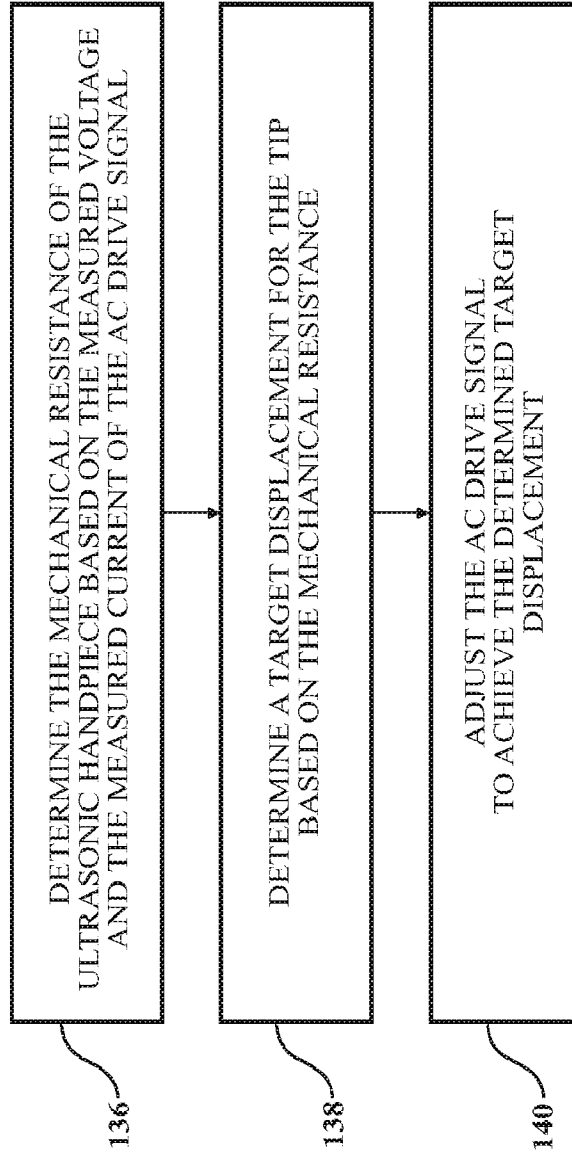 DETERMINE THE MECHANICAL RESISTANCE OF THE
ULTRASONIC HANDPIECE BASED ON THE MEASURED VOLTAGE
AND THE MEASURED CURRENT OF THE AC DRIVE SIGNAL
136
DETERMINE A TARGET DISPLACEMENT FOR THE TIP
BASED ON THE MECHANICAL RESISTANCE
138
ADJUST THE AC DRIVE SIGNAL
TO ACHIEVE THE DETERMINED TARGET
DISPLACEMENT
140